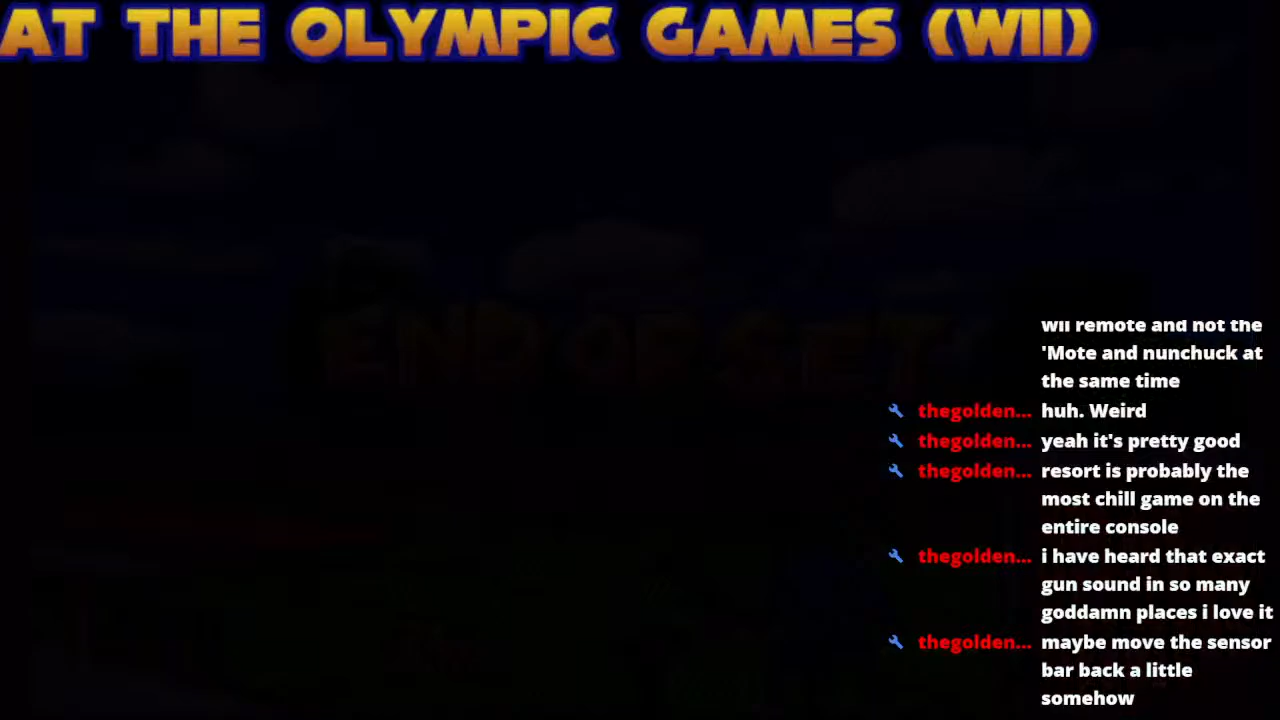 AT THE OLYMPIC GAMES (WII)
END OF SET
wii remote and not the
'Mote and nunchuck at
the same time
thegolden... huh. Weird
thegolden... yeah it's pretty good
thegolden... resort is probably the
most chill game on the
entire console
thegolden... i have heard that exact
gun sound in so many
goddamn places i love it
thegolden... maybe move the sensor
bar back a little
somehow